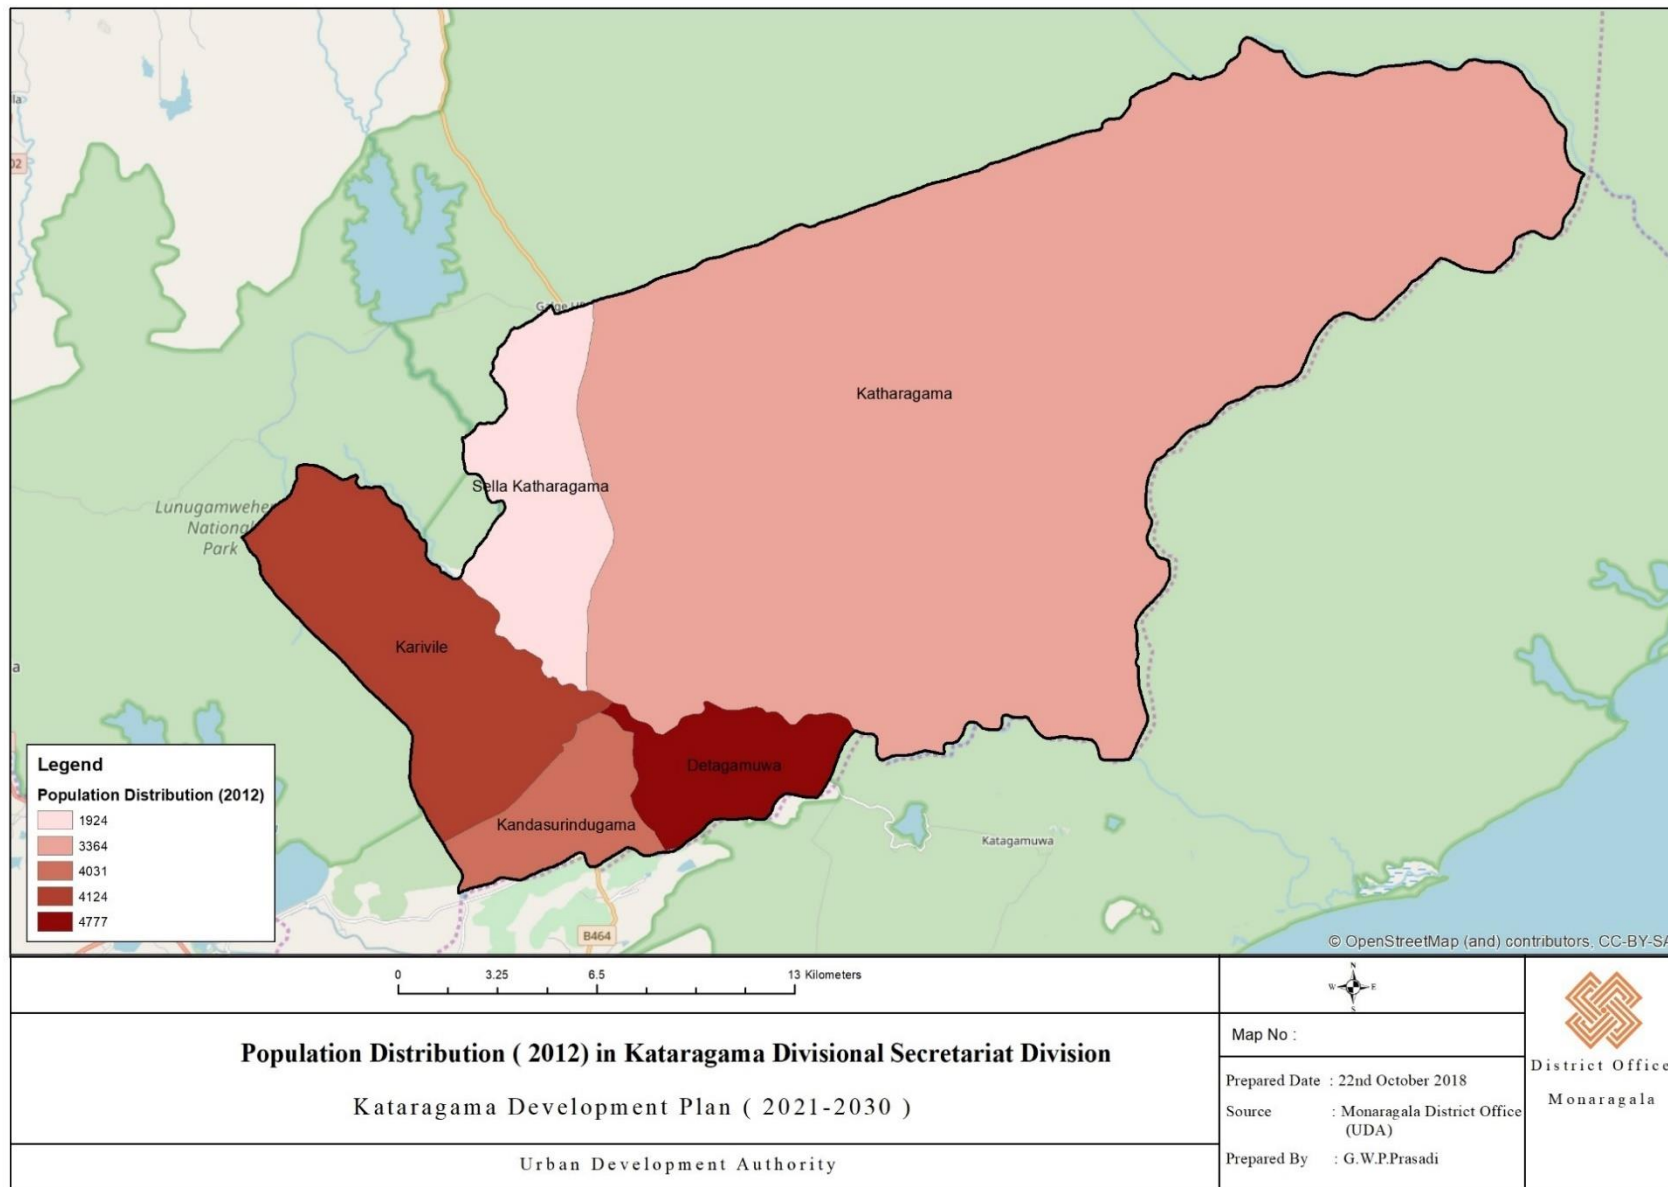 02
Galge
Katharagama
Sella Katharagama
Lunugamwehe
National
Park
Karivile
a
Detagamuwa
Kandasurindugama
Katagamuwa
B464
Legend
Population Distribution (2012)
1924
3364
4031
4124
4777
© OpenStreetMap (and) contributors, CC-BY-SA
0 3.25 6.5 13 Kilometers
N
W E
S
Population Distribution ( 2012) in Kataragama Divisional Secretariat Division
Kataragama Development Plan ( 2021-2030 )
Urban Development Authority
Map No :
Prepared Date : 22nd October 2018
Source : Monaragala District Office
(UDA)
Prepared By : G.W.P.Prasadi
District Office
Monaragala